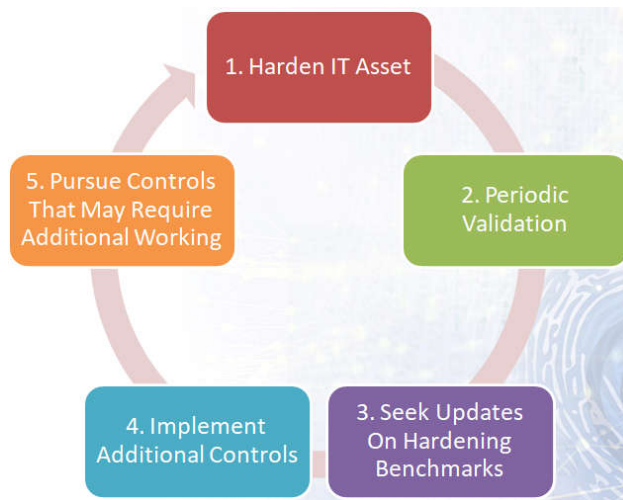 1. Harden IT Asset
2. Periodic
Validation
3. Seek Updates
On Hardening
Benchmarks
4. Implement
Additional Controls
5. Pursue Controls
That May Require
Additional Working